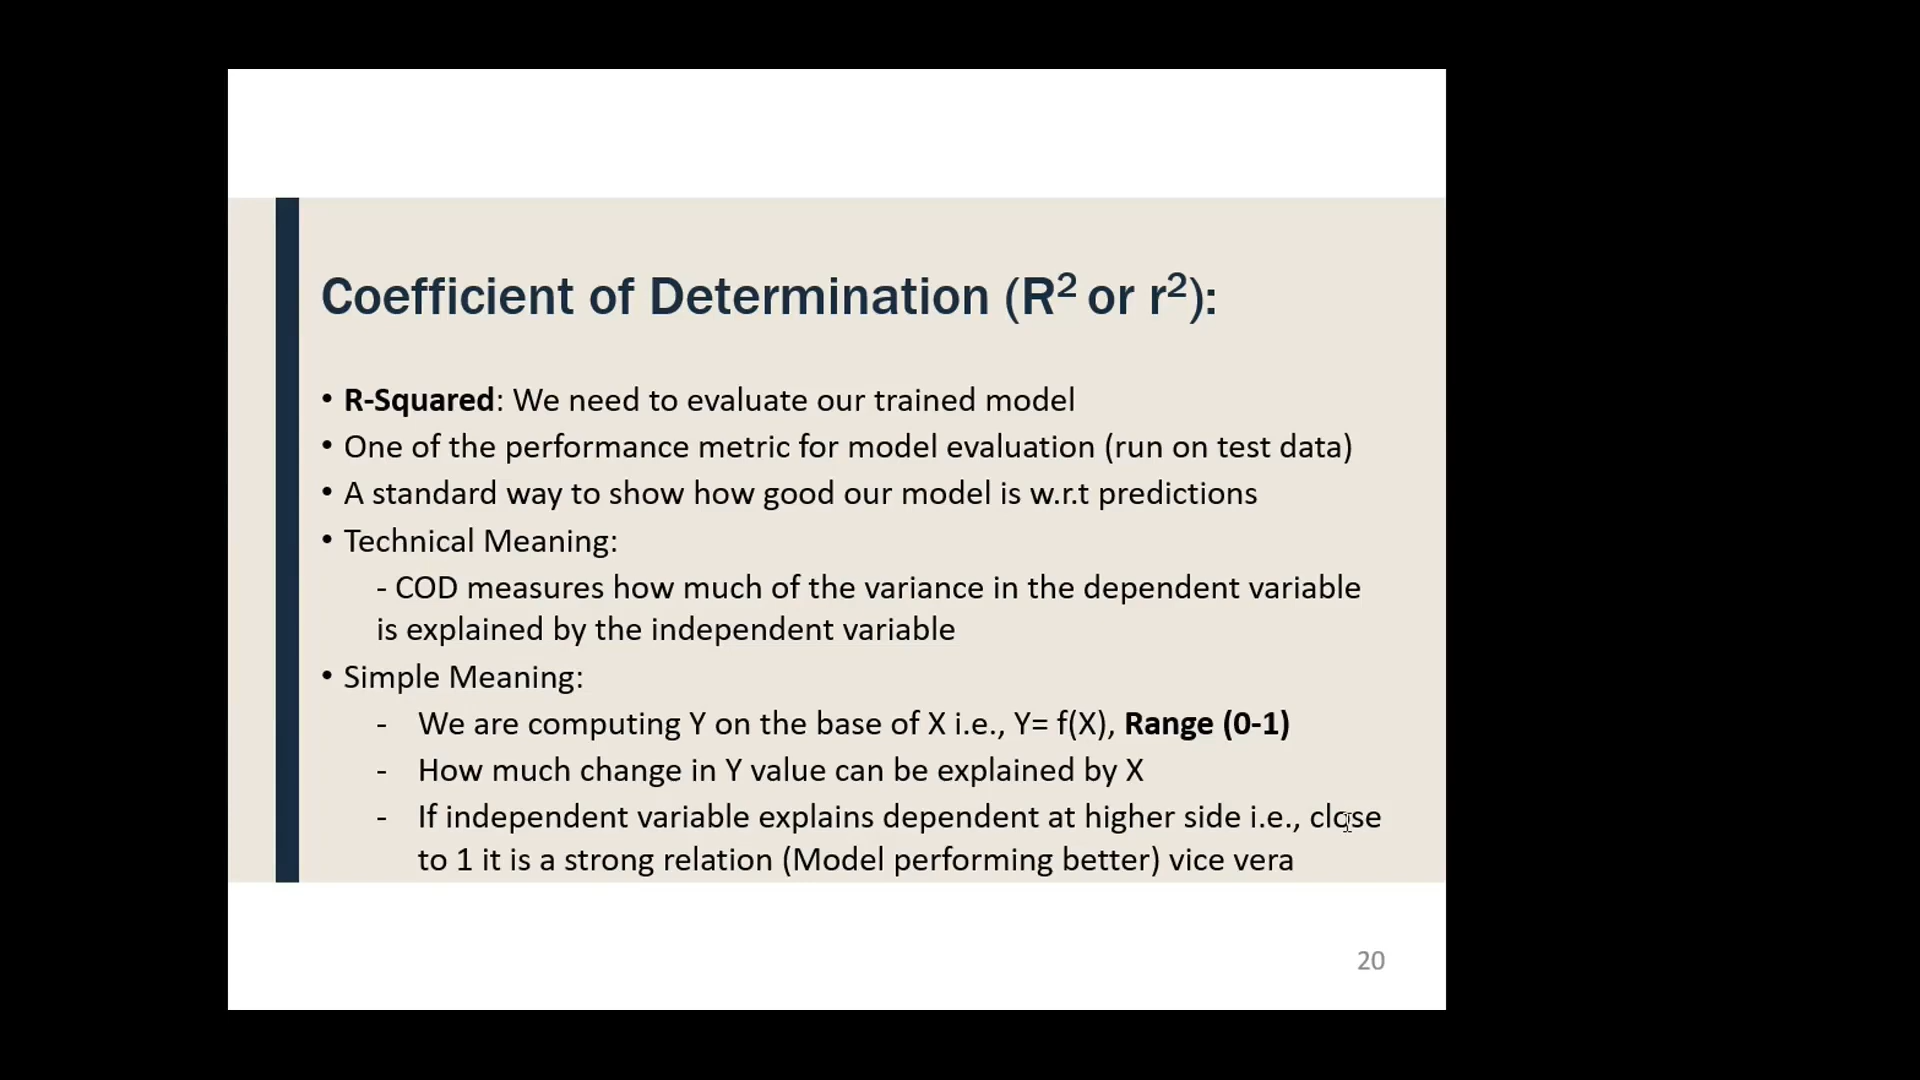 Coefficient of Determination (R² or r²):
• R-Squared: We need to evaluate our trained model
• One of the performance metric for model evaluation (run on test data)
• A standard way to show how good our model is w.r.t predictions
• Technical Meaning:
- COD measures how much of the variance in the dependent variable
is explained by the independent variable
• Simple Meaning:
- We are computing Y on the base of X i.e., Y= f(X), Range (0-1)
- How much change in Y value can be explained by X
- If independent variable explains dependent at higher side i.e., close
to 1 it is a strong relation (Model performing better) vice vera
20